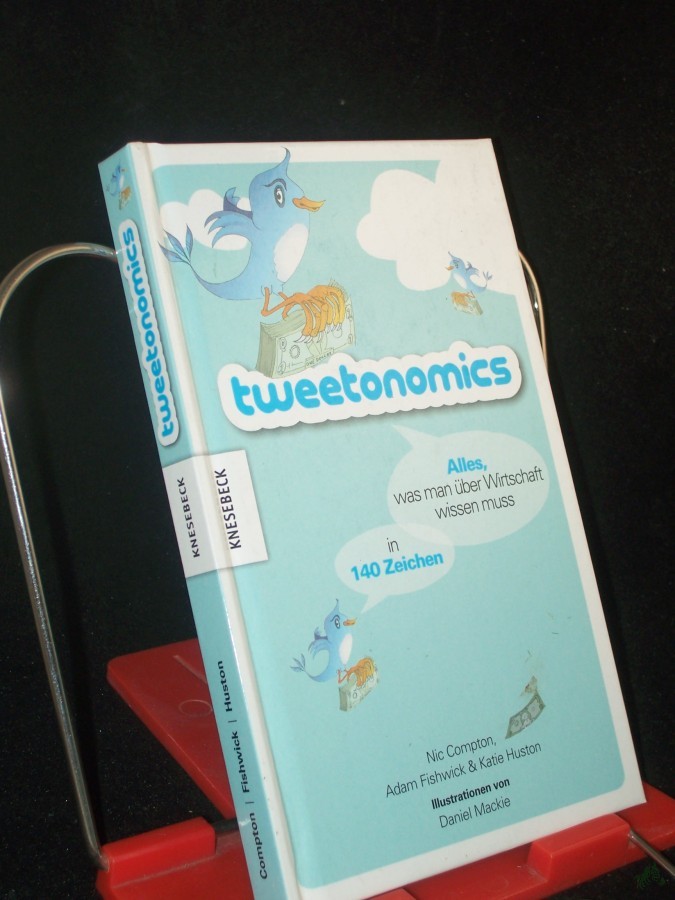 tweetonomics
Alles,
was man über Wirtschaft
wissen muss
in
140 Zeichen
Nic Compton,
Adam Fishwick & Katie Huston
Illustrationen von
Daniel Mackie
KNESEBECK
tweetonomics
KNESEBECK
Compton | Fishwick | Huston